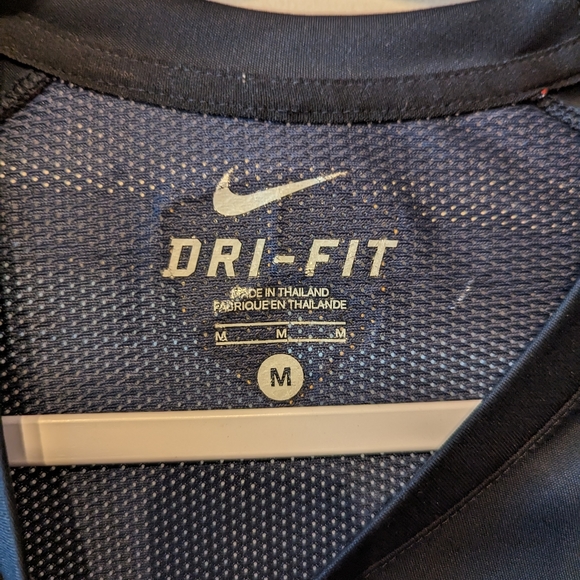 DRI-FIT
MADE IN THAILAND
FABRIQUE EN THAILANDE
M M M
M